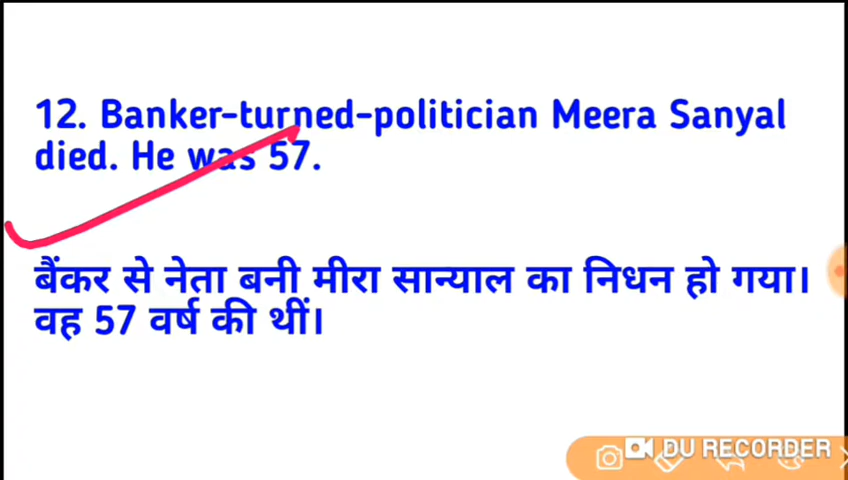 12. Banker-turned-politician Meera Sanyal
died. He was 57.
बैंकर से नेता बनी मीरा सान्याल का निधन हो गया।
वह 57 वर्ष की थीं।
DU RECORDER